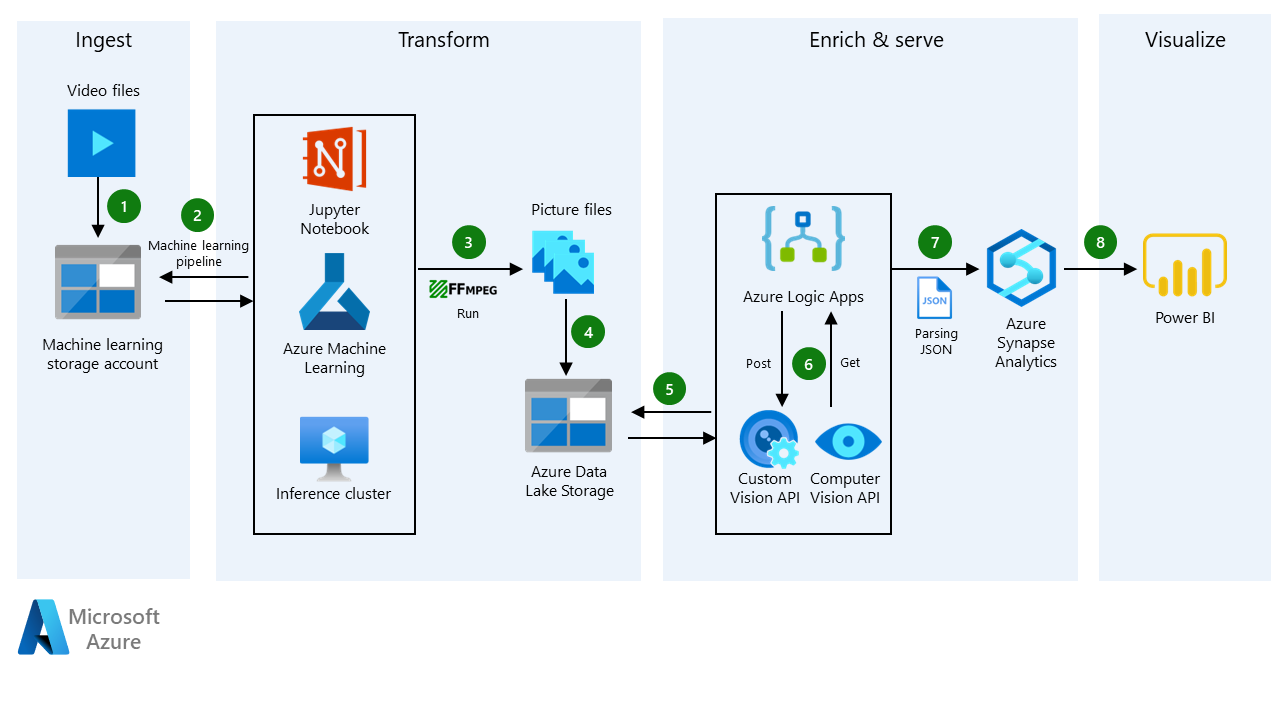 Ingest
Transform
Enrich & serve
Visualize
Video files
1
2
Machine learning
pipeline
Machine learning
storage account
Jupyter
Notebook
Azure Machine
Learning
Inference cluster
3
FFMPEG
Run
Picture files
4
Azure Data
Lake Storage
5
Azure Logic Apps
Post
6
Get
Custom
Vision API
Computer
Vision API
7
JSON
Parsing
JSON
Azure
Synapse
Analytics
8
Power BI
Microsoft
Azure